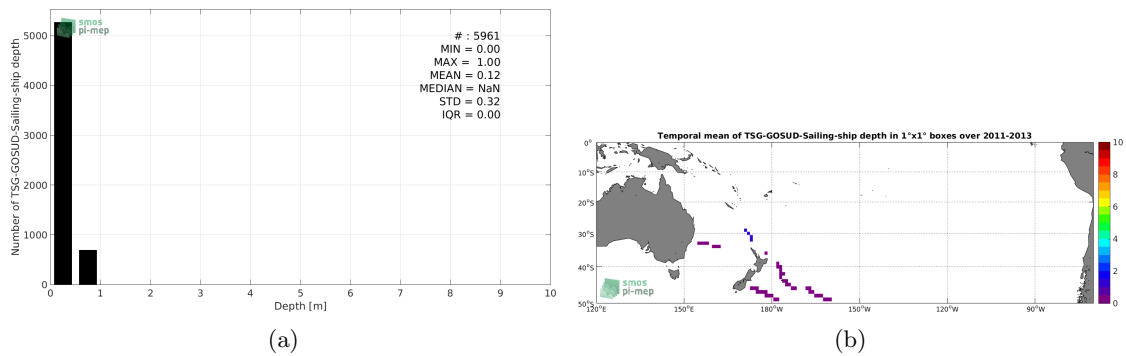 smos
pi-mep
# : 5961
MIN = 0.00
MAX = 1.00
MEAN = 0.12
MEDIAN = NaN
STD = 0.32
IQR = 0.00
5000
4000
3000
2000
1000
0
0 1 2 3 4 5 6 7 8 9 10
Number of TSG-GOSUD-Sailing-ship depth
Depth [m]
(a)
Temporal mean of TSG-GOSUD-Sailing-ship depth in 1°x1° boxes over 2011-2013
0°
10°S
20°S
30°S
40°S
50°S
120°E 150°E 180°W 150°W 120°W 90°W
10
8
6
4
2
0
smos
pi-mep
(b)